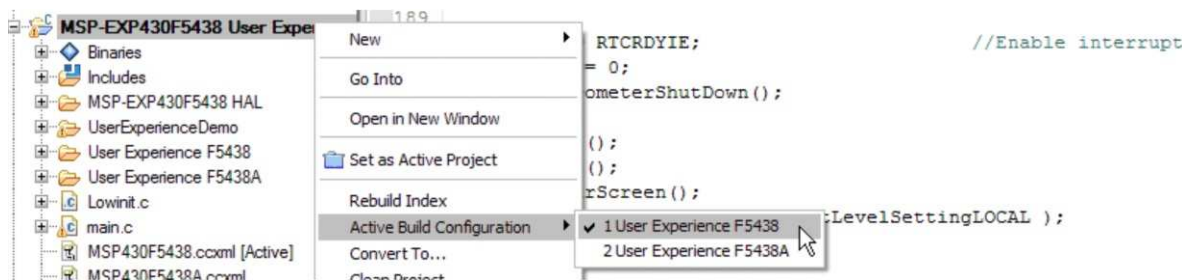 189
MSP-EXP430F5438 User Expe
Binaries
Includes
MSP-EXP430F5438 HAL
UserExperienceDemo
User Experience F5438
User Experience F5438A
Lowinit.c
main.c
MSP430F5438.ccxml [Active]
MSP430F5438A.ccxml
New
Go Into
Open in New Window
Set as Active Project
Rebuild Index
Active Build Configuration
Convert To...
Clean Project
1 User Experience F5438
2 User Experience F5438A
RTCRDYIE; //Enable interrupt
= 0;
ometerShutDown();
();
();
rScreen();
LevelSettingLOCAL );